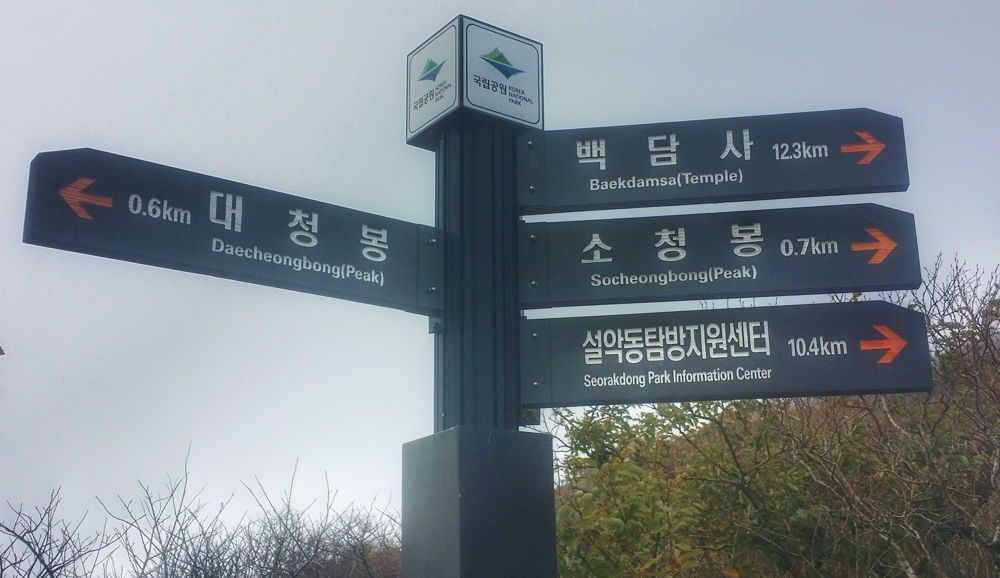 국립공원 KOREA
NATIONAL
PARK
국립공원 KOREA
NATIONAL
PARK
0.6km 대청봉
Daecheongbong(Peak)
백담사 12.3km
Baekdamsa(Temple)
소청봉 0.7km
Socheongbong(Peak)
설악동탐방지원센터 10.4km
Seorakdong Park Information Center